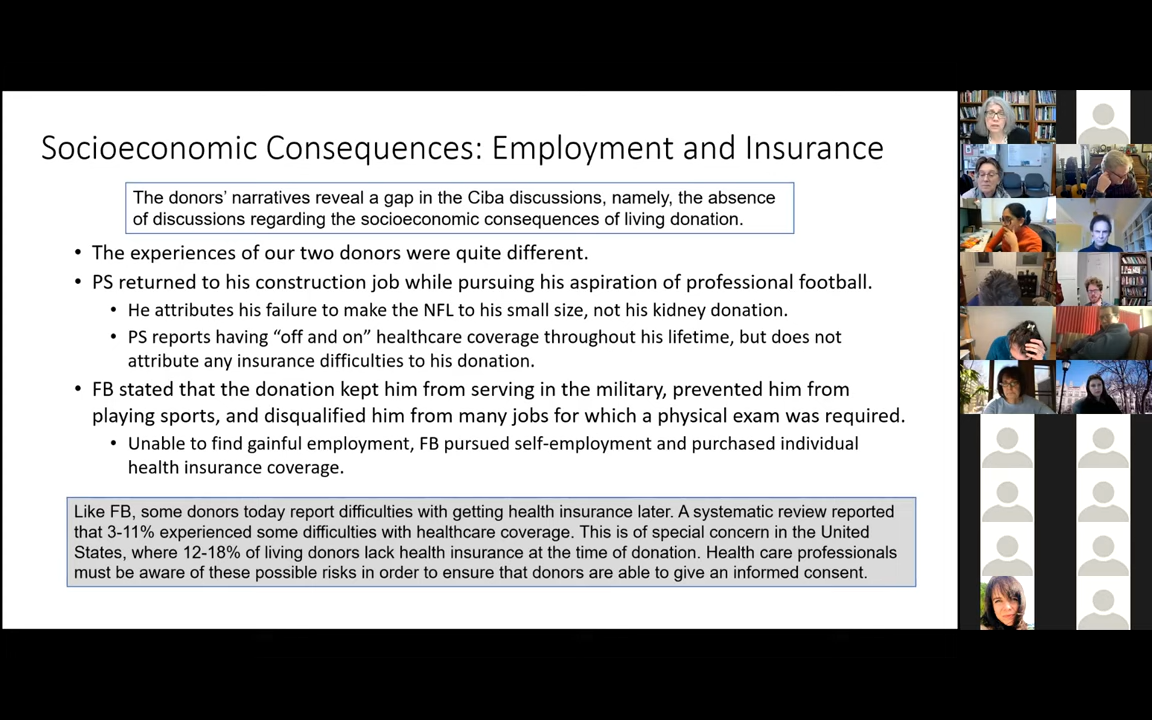 Socioeconomic Consequences: Employment and Insurance
The donors’ narratives reveal a gap in the Ciba discussions, namely, the absence
of discussions regarding the socioeconomic consequences of living donation.
• The experiences of our two donors were quite different.
• PS returned to his construction job while pursuing his aspiration of professional football.
• He attributes his failure to make the NFL to his small size, not his kidney donation.
• PS reports having “off and on” healthcare coverage throughout his lifetime, but does not
attribute any insurance difficulties to his donation.
• FB stated that the donation kept him from serving in the military, prevented him from
playing sports, and disqualified him from many jobs for which a physical exam was required.
• Unable to find gainful employment, FB pursued self-employment and purchased individual
health insurance coverage.
Like FB, some donors today report difficulties with getting health insurance later. A systematic review reported
that 3-11% experienced some difficulties with healthcare coverage. This is of special concern in the United
States, where 12-18% of living donors lack health insurance at the time of donation. Health care professionals
must be aware of these possible risks in order to ensure that donors are able to give an informed consent.